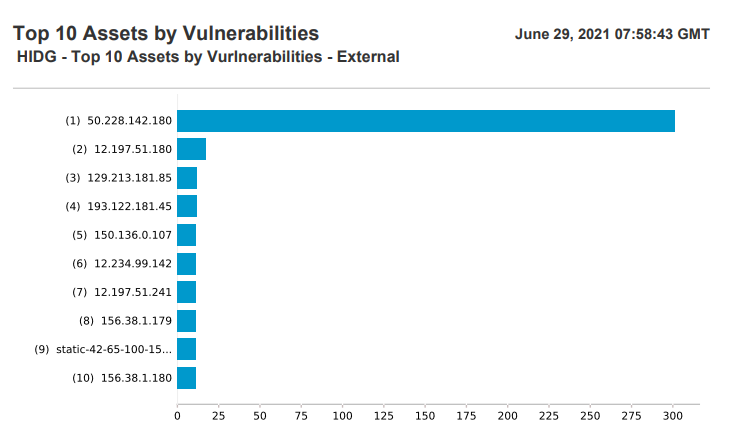 Top 10 Assets by Vulnerabilities
June 29, 2021 07:58:43 GMT
HIDG - Top 10 Assets by Vurlnerabilities - External
(1) 50.228.142.180
(2) 12.197.51.180
(3) 129.213.181.85
(4) 193.122.181.45
(5) 150.136.0.107
(6) 12.234.99.142
(7) 12.197.51.241
(8) 156.38.1.179
(9) static-42-65-100-15...
(10) 156.38.1.180
0 25 50 75 100 125 150 175 200 225 250 275 300